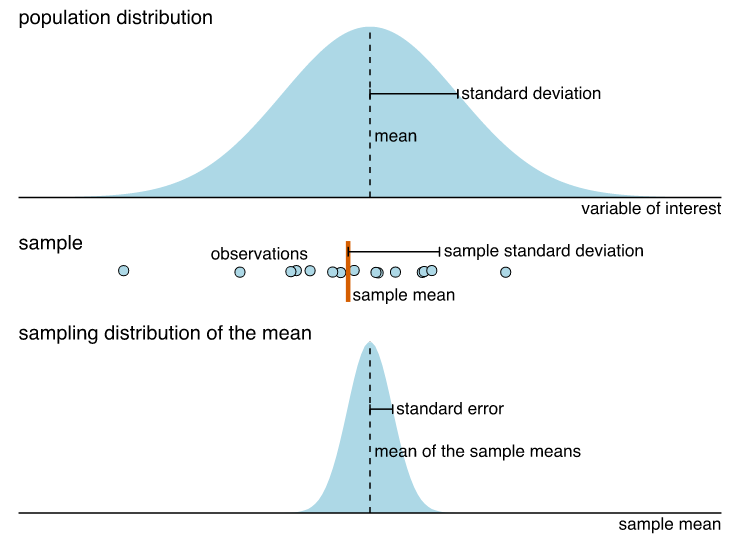 population distribution
standard deviation
mean
variable of interest
sample
observations
sample standard deviation
sample mean
sampling distribution of the mean
standard error
mean of the sample means
sample mean